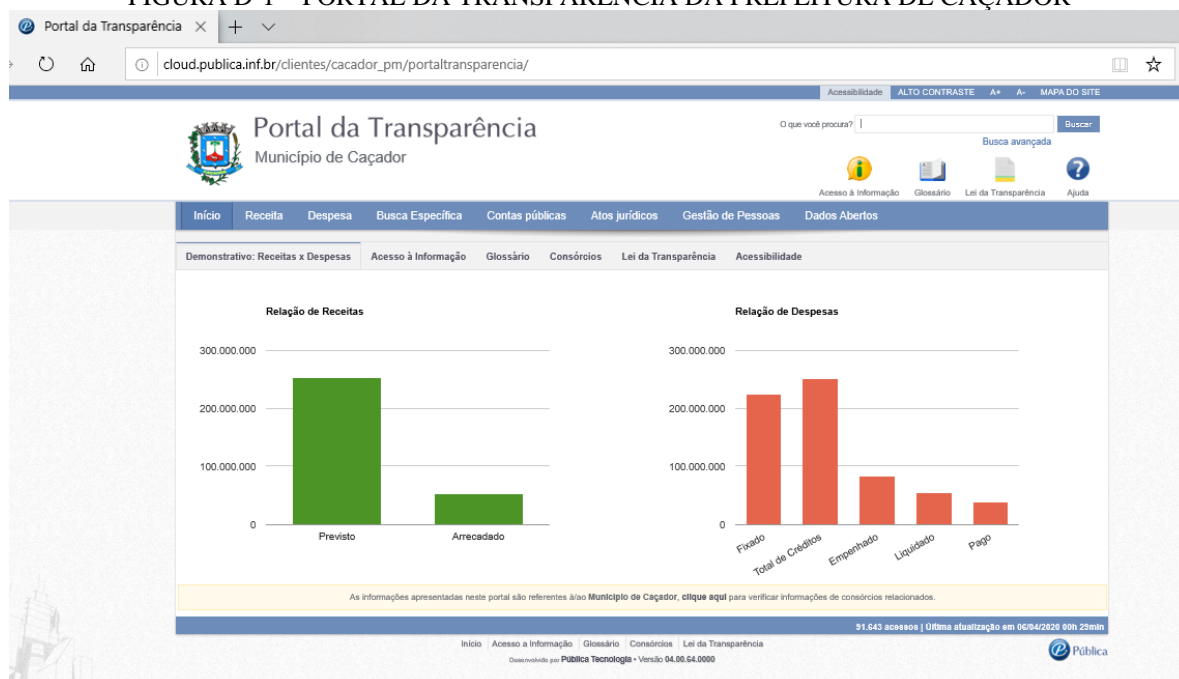 FIGURA D 1 – PORTAL DA TRANSPARÊNCIA DA PREFEITURA DE CAÇADOR
Portal da Transparência
cloud.publica.inf.br/clientes/cacador_pm/portaltransparencia/
Acessibilidade ALTO CONTRASTE A+ A- MAPA DO SITE
Portal da Transparência
Município de Caçador
O que você procura? Buscar
Busca avançada
Acesso à Informação Glossário Lei da Transparência Ajuda
Início Receita Despesa Busca Específica Contas públicas Atos jurídicos Gestão de Pessoas Dados Abertos
Demonstrativo: Receitas x Despesas Acesso à Informação Glossário Consórcios Lei da Transparência Acessibilidade
Relação de Receitas
300.000.000
200.000.000
100.000.000
0
Previsto Arrecadado
Relação de Despesas
300.000.000
200.000.000
100.000.000
0
Fixado Total de Créditos Empenhado Liquidado Pago
As informações apresentadas neste portal são referentes à/ao Município de Caçador, clique aqui para verificar informações de consórcios relacionados.
91.643 acessos | Última atualização em 06/04/2020 00h 29min
Início Acesso a Informação Glossário Consórcios Lei da Transparência
Desenvolvido por Pública Tecnologia • Versão 04.00.64.0000
Pública